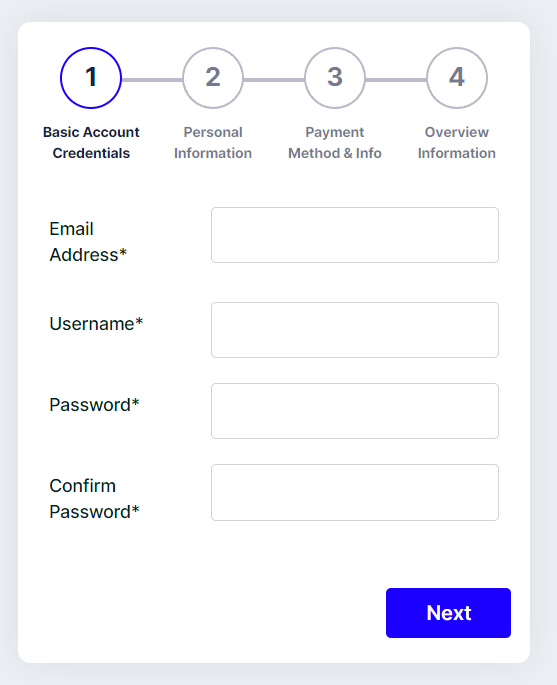 1 2 3 4
Basic Account Personal Payment Overview
Credentials Information Method & Info Information
Email
Address*
Username*
Password*
Confirm
Password*
Next